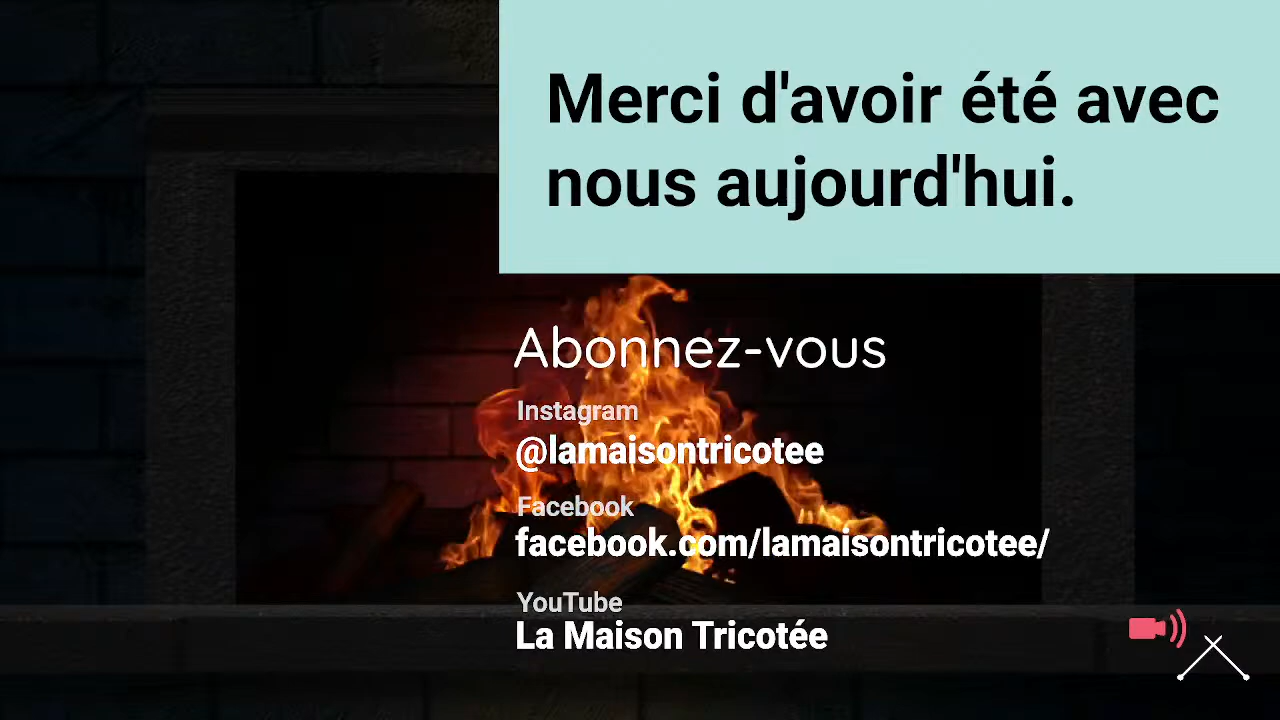 Merci d'avoir été avec
nous aujourd'hui.
Abonnez-vous
Instagram
@lamaisontricotee
Facebook
facebook.com/lamaisontricotee/
YouTube
La Maison Tricotée